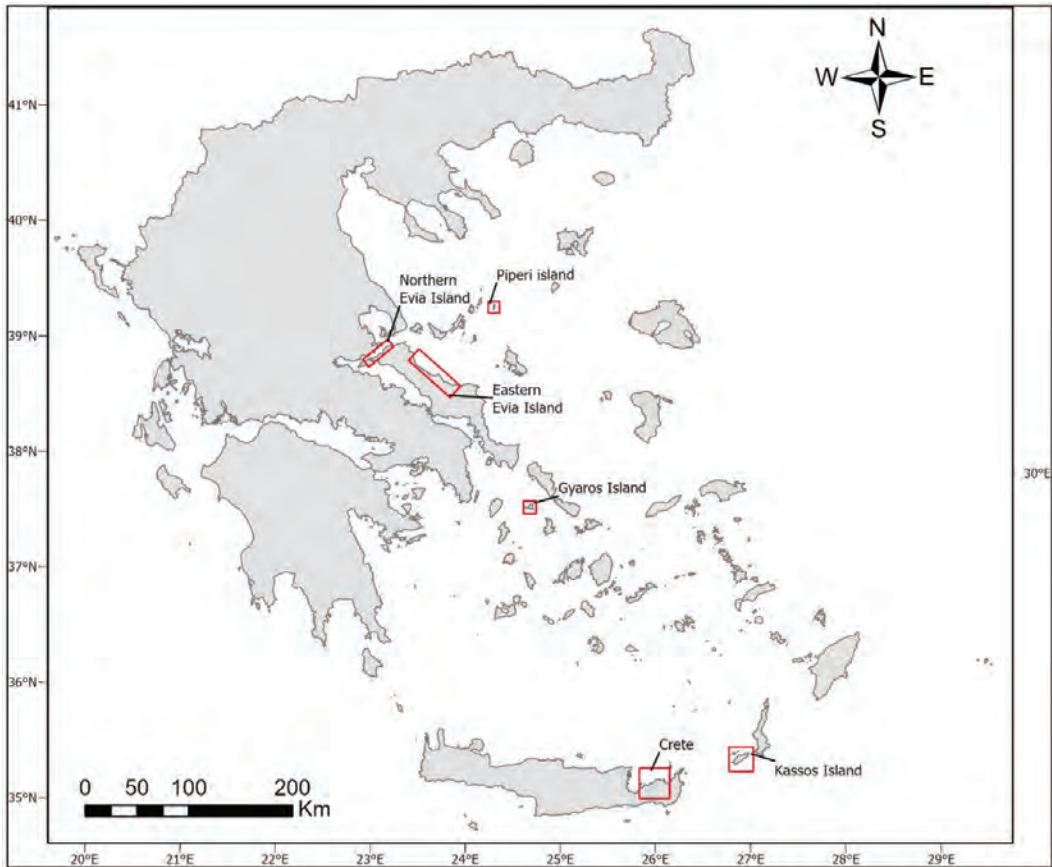 N
W E
S
41°N
40°N
39°N
38°N
37°N
36°N
35°N
30°E
Northern
Evia Island
Piperi island
Eastern
Evia Island
Gyaros Island
Crete
Kassos Island
0 50 100 200
Km
20°E 21°E 22°E 23°E 24°E 25°E 26°E 27°E 28°E 29°E